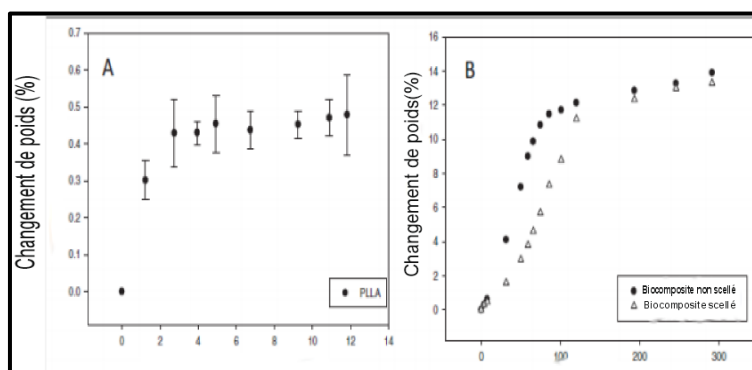 A
Changement de poids (%)
0.7
0.6
0.5
0.4
0.3
0.2
0.1
0.0
0 2 4 6 8 10 12 14
PLLA
B
Changement de poids(%)
16
14
12
10
8
6
4
2
0
0 100 200 300
Biocomposite non scellé
Biocomposite scellé